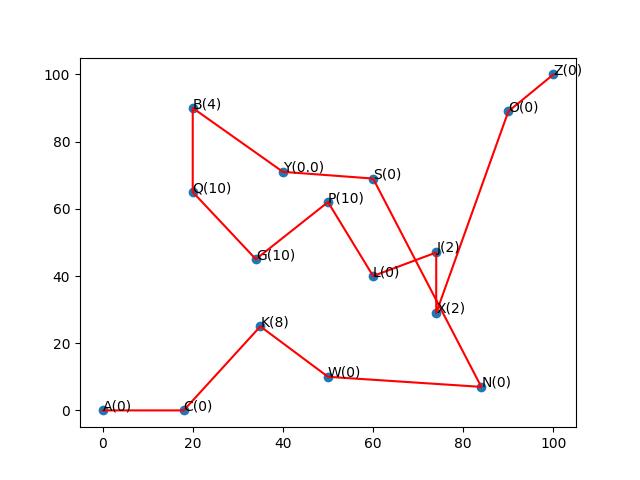 100
80
60
40
20
0
0
20
40
60
80
100
Z(0)
O(0)
B(4)
Y(0.0)
S(0)
Q(10)
P(10)
G(10)
J(2)
L(0)
X(2)
K(8)
W(0)
N(0)
A(0)
C(0)